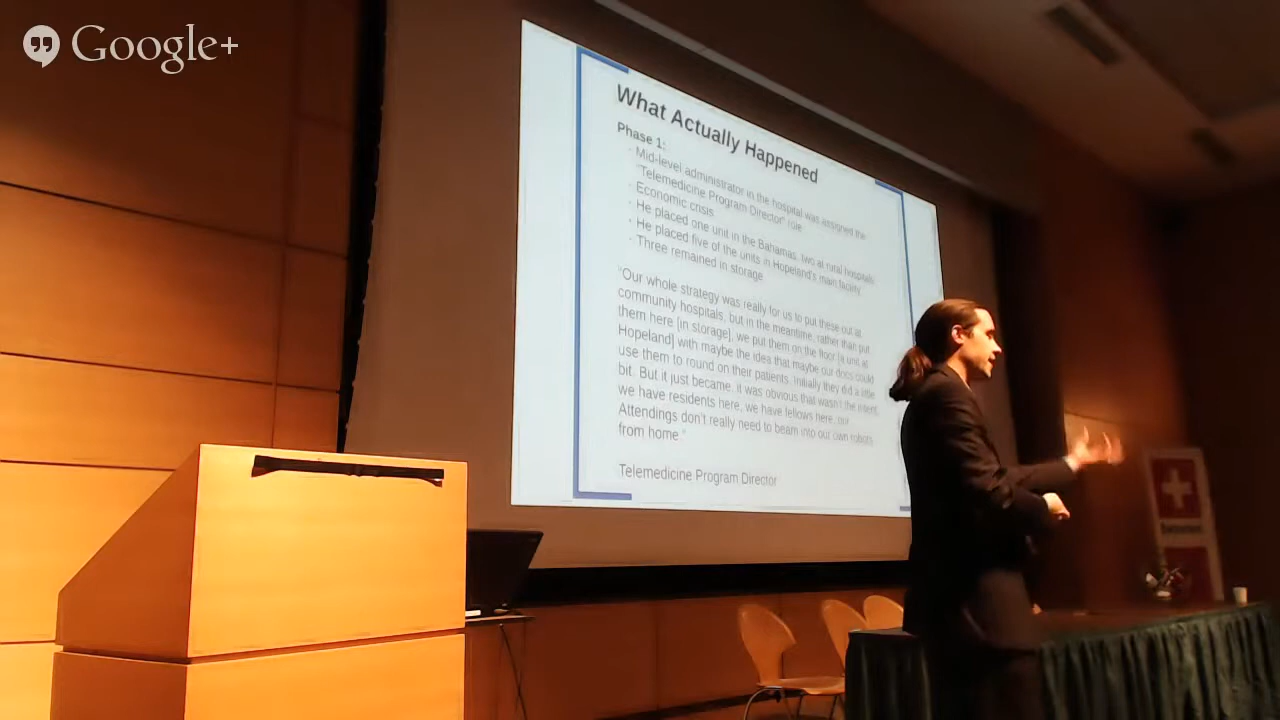 Google+
What Actually Happened
Phase 1:
- Mid-level administrator in the hospital was assigned the
"Telemedicine Program Director" role
- Economic crisis
- He placed one unit in the Bahamas, two at rural hospitals
- He placed five of the units in Hopeland's main facility
- Three remained in storage
"Our whole strategy was really for us to put these out at
community hospitals, but in the meantime, rather than put
them here [in storage], we put them on the floor [a unit at
Hopeland] with maybe the idea that maybe our docs could
use them to round on their patients. Initially they did a little
bit. But it just became, it was obvious that wasn't the intent,
we have residents here, we have fellows here, our
Attendings don't really need to beam into our own robots
from home."
Telemedicine Program Director